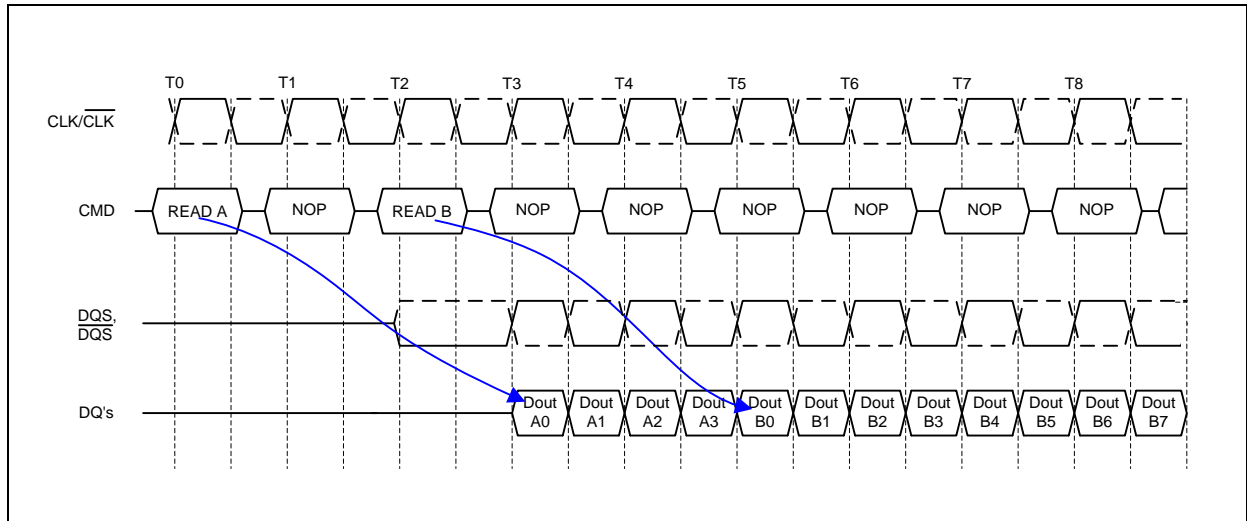 T0 T1 T2 T3 T4 T5 T6 T7 T8
CLK/CLK
CMD READ A NOP READ B NOP NOP NOP NOP NOP NOP
DQS,
DQS
DQ's
Dout Dout Dout Dout Dout Dout Dout Dout Dout Dout Dout Dout
A0 A1 A2 A3 B0 B1 B2 B3 B4 B5 B6 B7